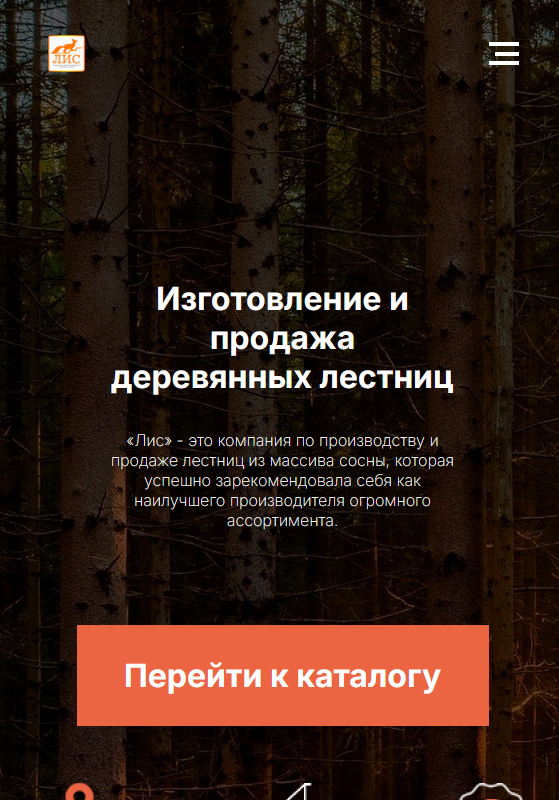 ЛИС
Изготовление и
продажа
деревянных лестниц
«Лис» - это компания по производству и
продаже лестниц из массива сосны, которая
успешно зарекомендовала себя как
наилучшего производителя огромного
ассортимента.
Перейти к каталогу